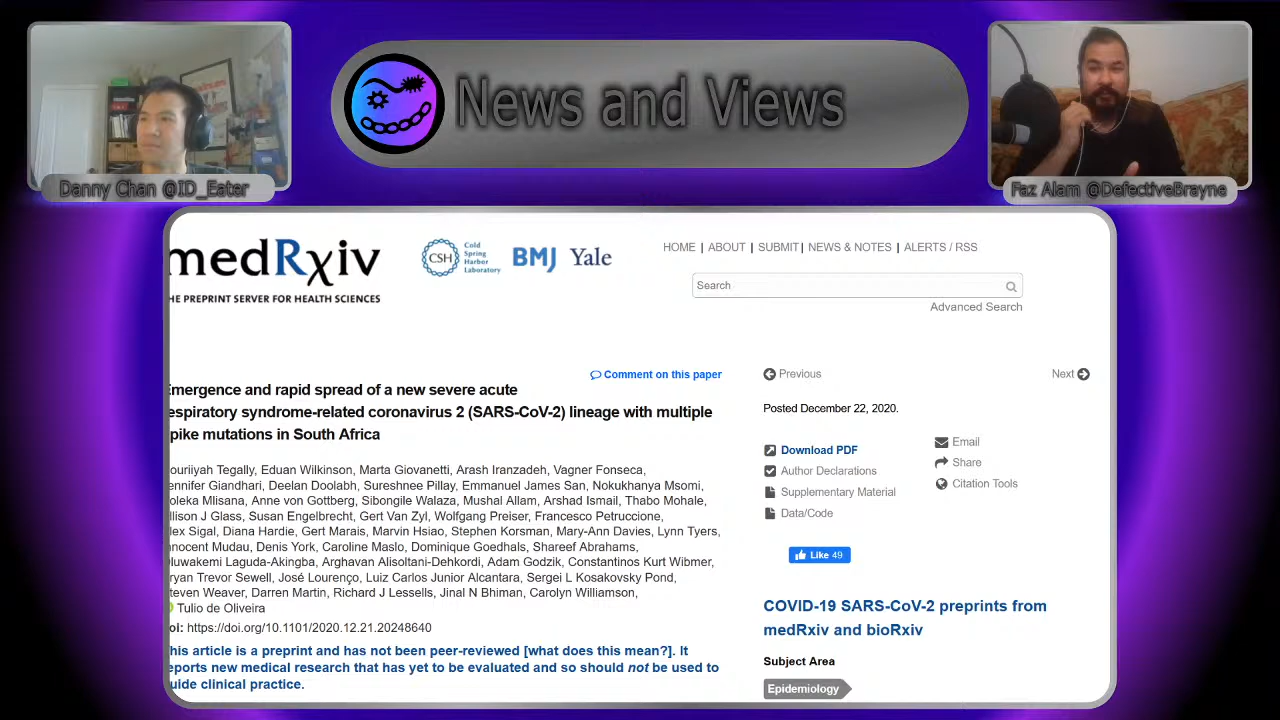 News and Views
Danny Chan @ID_Eater
Faz Alam @DefectiveBrayne
medRxiv
HE PREPRINT SERVER FOR HEALTH SCIENCES
CSH
Cold
Spring
Harbor
Laboratory
BMJ
Yale
HOME | ABOUT | SUBMIT| NEWS & NOTES | ALERTS / RSS
Search
Advanced Search
Comment on this paper
Emergence and rapid spread of a new severe acute
espiratory syndrome-related coronavirus 2 (SARS-CoV-2) lineage with multiple
pike mutations in South Africa
ouriiyah Tegally, Eduan Wilkinson, Marta Giovanetti, Arash Iranzadeh, Vagner Fonseca,
ennifer Giandhari, Deelan Doolabh, Sureshnee Pillay, Emmanuel James San, Nokukhanya Msomi,
oleka Mlisana, Anne von Gottberg, Sibongile Walaza, Mushal Allam, Arshad Ismail, Thabo Mohale,
llison J Glass, Susan Engelbrecht, Gert Van Zyl, Wolfgang Preiser, Francesco Petruccione,
lex Sigal, Diana Hardie, Gert Marais, Marvin Hsiao, Stephen Korsman, Mary-Ann Davies, Lynn Tyers,
nnocent Mudau, Denis York, Caroline Maslo, Dominique Goedhals, Shareef Abrahams,
luwakemi Laguda-Akingba, Arghavan Alisoltani-Dehkordi, Adam Godzik, Constantinos Kurt Wibmer,
ryan Trevor Sewell, José Lourenço, Luiz Carlos Junior Alcantara, Sergei L Kosakovsky Pond,
teven Weaver, Darren Martin, Richard J Lessells, Jinal N Bhiman, Carolyn Williamson,
Tulio de Oliveira
oi: https://doi.org/10.1101/2020.12.21.20248640
his article is a preprint and has not been peer-reviewed [what does this mean?]. It
eports new medical research that has yet to be evaluated and so should not be used to
uide clinical practice.
Previous
Next
Posted December 22, 2020.
Download PDF
Author Declarations
Supplementary Material
Data/Code
Email
Share
Citation Tools
Like 49
COVID-19 SARS-CoV-2 preprints from
medRxiv and bioRxiv
Subject Area
Epidemiology